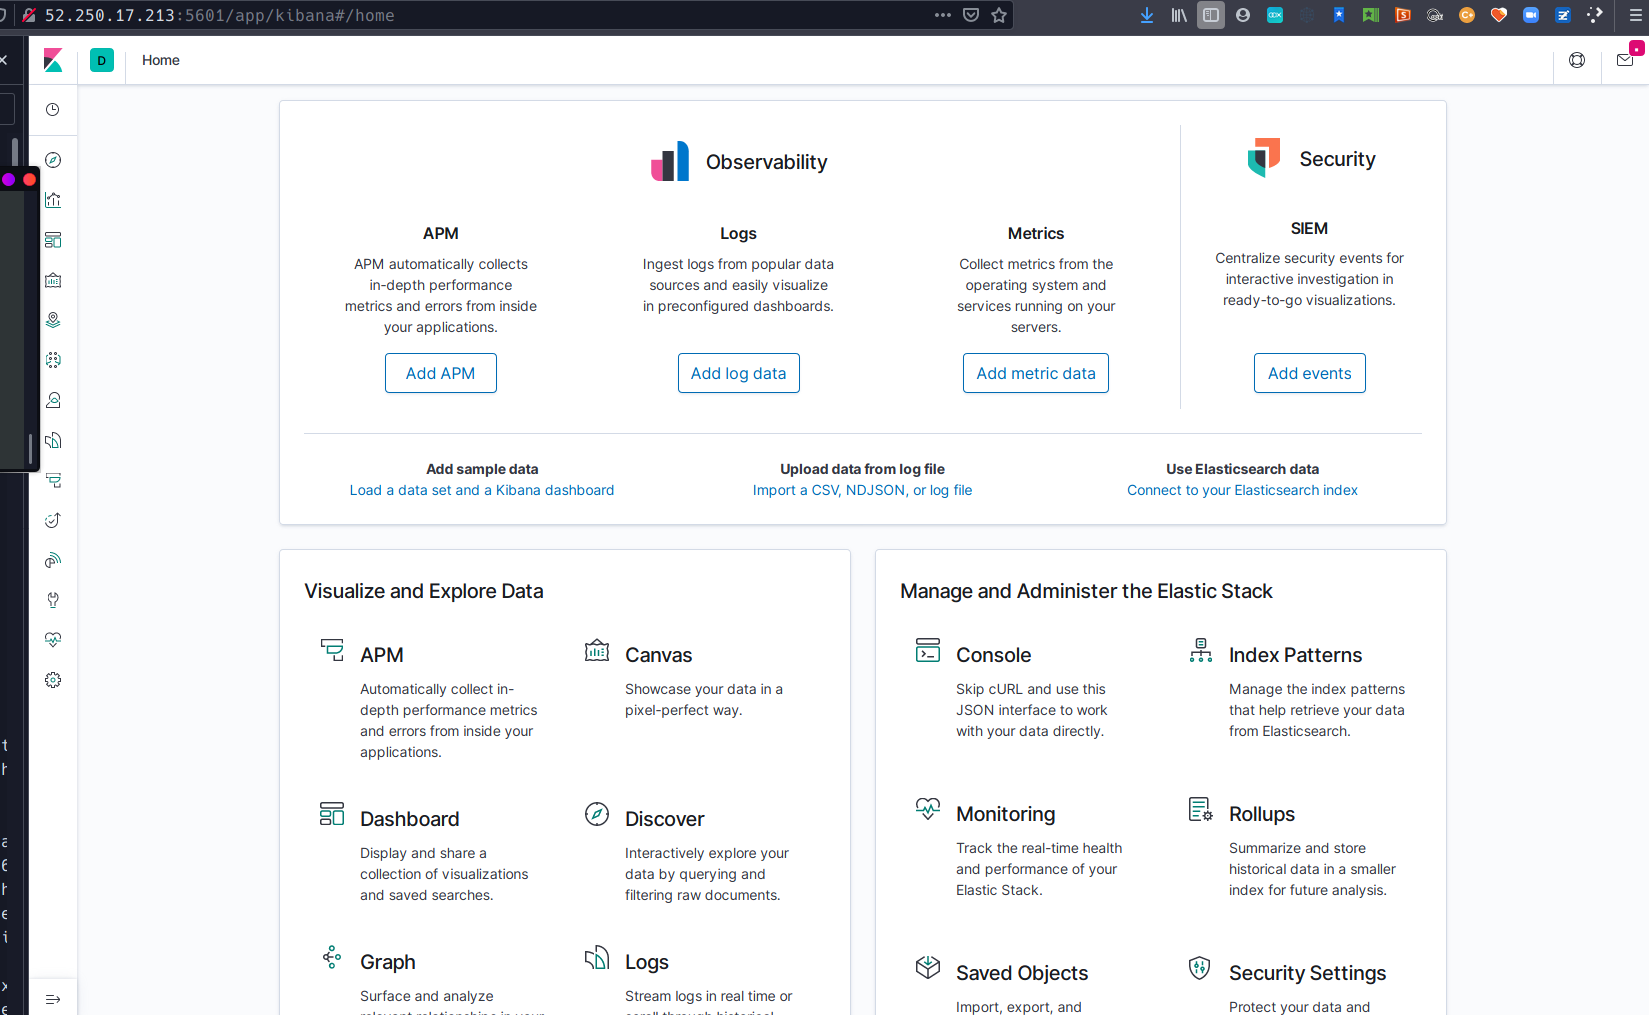 52.250.17.213:5601/app/kibana#/home
D
Home
Observability
Security
APM
APM automatically collects
in-depth performance
metrics and errors from inside
your applications.
Add APM
Logs
Ingest logs from popular data
sources and easily visualize
in preconfigured dashboards.
Add log data
Metrics
Collect metrics from the
operating system and
services running on your
servers.
Add metric data
SIEM
Centralize security events for
interactive investigation in
ready-to-go visualizations.
Add events
Add sample data
Load a data set and a Kibana dashboard
Upload data from log file
Import a CSV, NDJSON, or log file
Use Elasticsearch data
Connect to your Elasticsearch index
Visualize and Explore Data
APM
Automatically collect in-
depth performance metrics
and errors from inside your
applications.
Canvas
Showcase your data in a
pixel-perfect way.
Dashboard
Display and share a
collection of visualizations
and saved searches.
Discover
Interactively explore your
data by querying and
filtering raw documents.
Graph
Surface and analyze
Logs
Stream logs in real time or
Manage and Administer the Elastic Stack
Console
Skip cURL and use this
JSON interface to work
with your data directly.
Index Patterns
Manage the index patterns
that help retrieve your data
from Elasticsearch.
Monitoring
Track the real-time health
and performance of your
Elastic Stack.
Rollups
Summarize and store
historical data in a smaller
index for future analysis.
Saved Objects
Import, export, and
Security Settings
Protect your data and